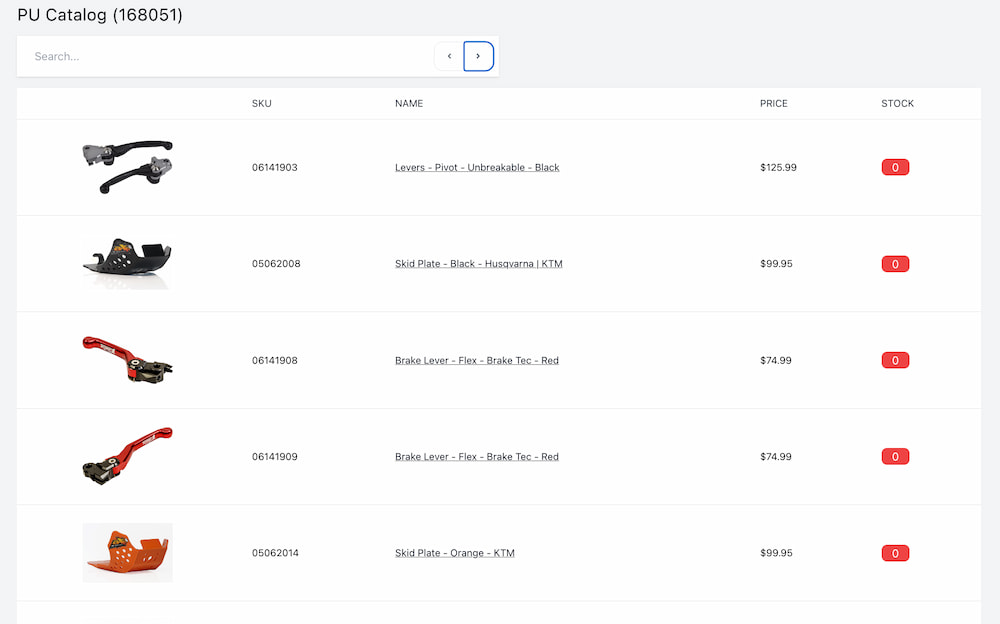 PU Catalog (168051)
Search...
SKU NAME PRICE STOCK
06141903 Levers - Pivot - Unbreakable - Black $125.99 0
05062008 Skid Plate - Black - Husqvarna | KTM $99.95 0
06141908 Brake Lever - Flex - Brake Tec - Red $74.99 0
06141909 Brake Lever - Flex - Brake Tec - Red $74.99 0
05062014 Skid Plate - Orange - KTM $99.95 0